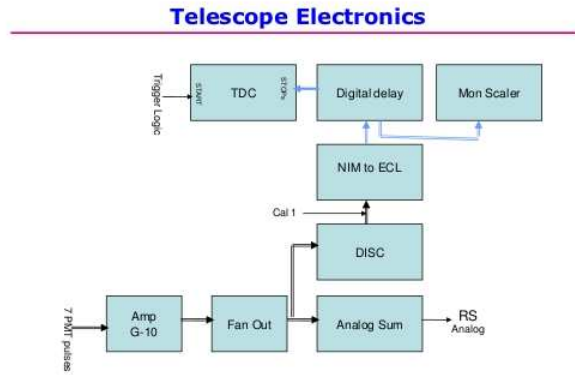 Telescope Electronics
Trigger Logic
START
TDC
STOPs
Digital delay
Mon Scaler
NIM to ECL
Cal 1
DISC
7 PMT pulses
Amp
G-10
Fan Out
Analog Sum
RS
Analog